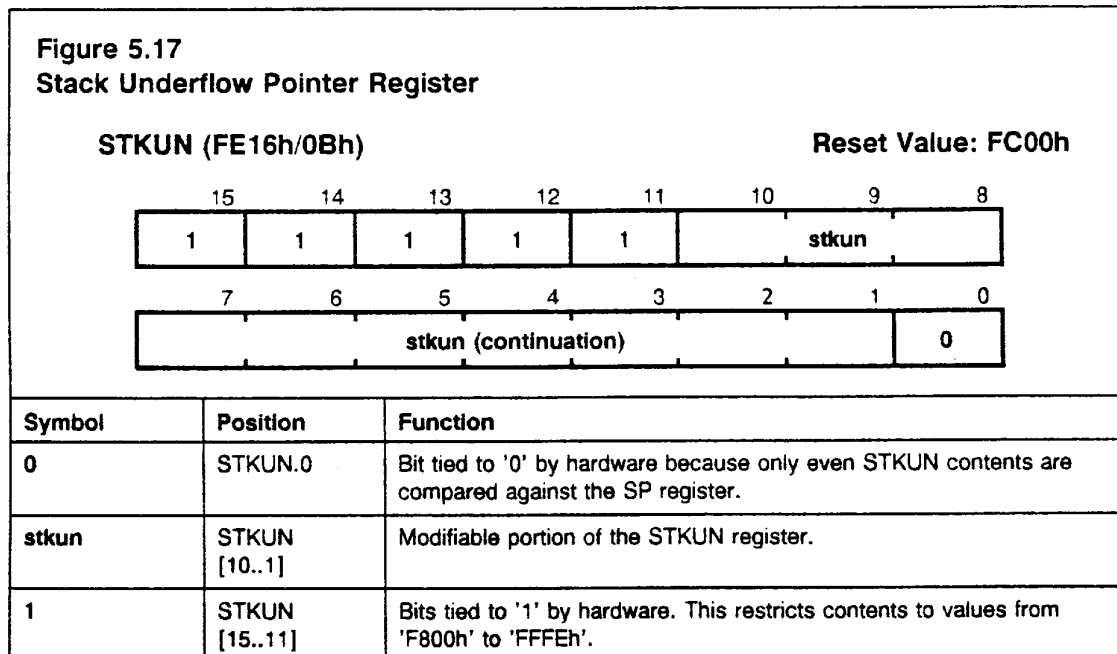 Figure 5.17
Stack Underflow Pointer Register
STKUN (FE16h/0Bh) Reset Value: FC00h
15 14 13 12 11 10 9 8
1 1 1 1 1 stkun
7 6 5 4 3 2 1 0
stkun (continuation) 0
Symbol Position Function
0 STKUN.0 Bit tied to '0' by hardware because only even STKUN contents are
compared against the SP register.
stkun STKUN Modifiable portion of the STKUN register.
[10..1]
1 STKUN Bits tied to '1' by hardware. This restricts contents to values from
[15..11] 'F800h' to 'FFFEh'.